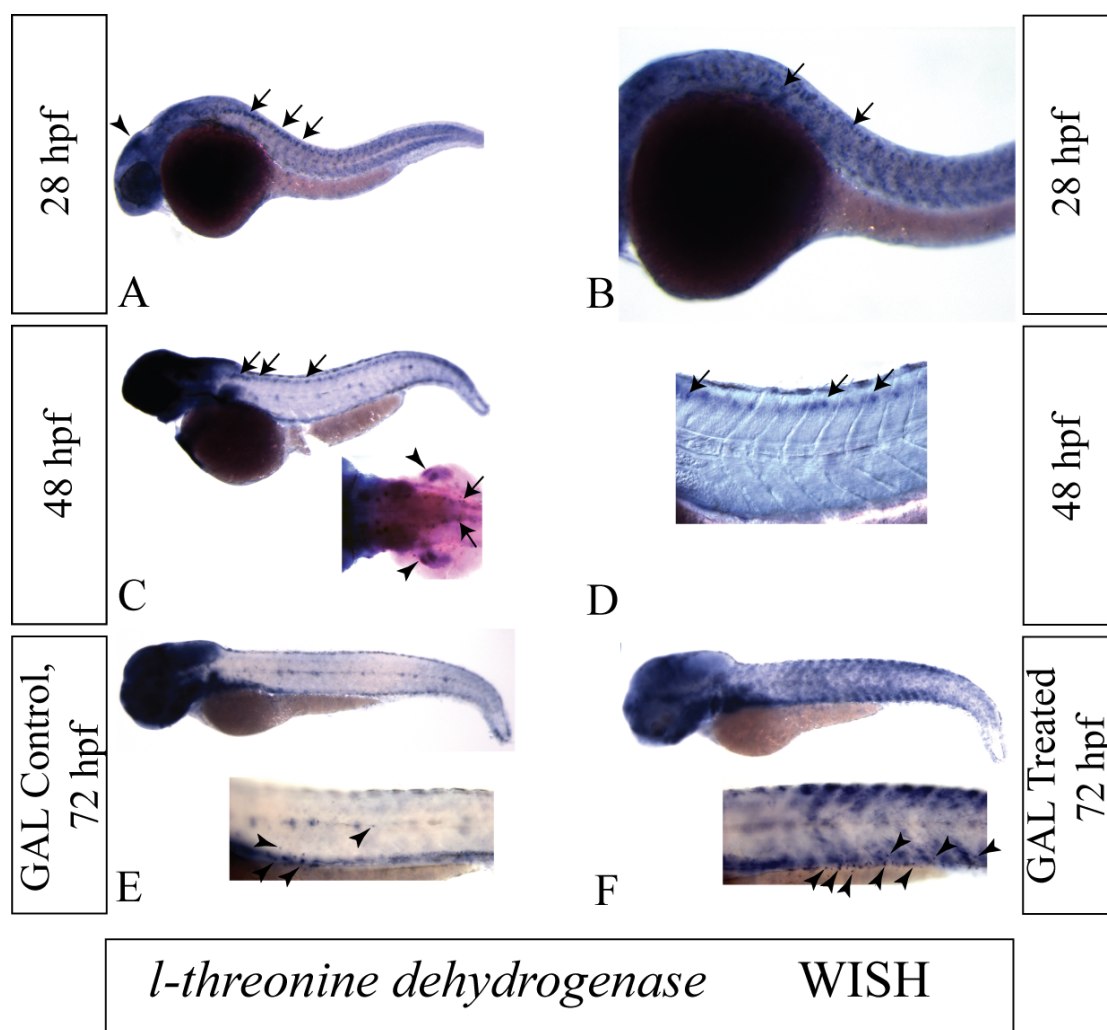 28 hpf
A
B
28 hpf
48 hpf
C
D
48 hpf
GAL Control,
72 hpf
E
F
GAL Treated
72 hpf
l-threonine dehydrogenase WISH